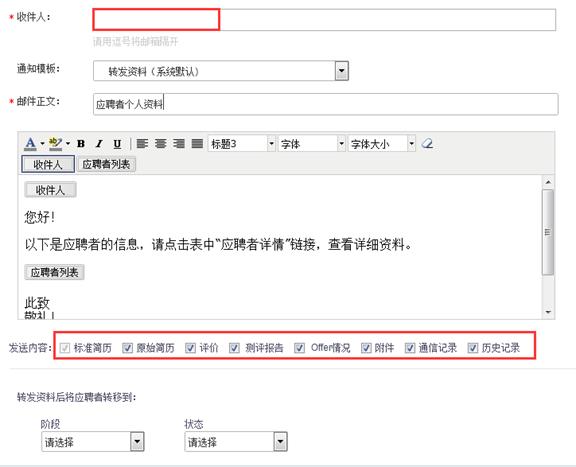 *收件人:
请用逗号将邮箱隔开
通知模板: 转发资料（系统默认）
*邮件正文: 应聘者个人资料
A ab B I U 标题3 字体 字体大小
收件人 应聘者列表
收件人
您好！
以下是应聘者的信息，请点击表中“应聘者详情”链接，查看详细资料。
应聘者列表
此致
敬礼！
发送内容: 标准简历 原始简历 评价 测评报告 Offer情况 附件 通信记录 历史记录
转发资料后将应聘者转移到:
阶段 状态
请选择 请选择